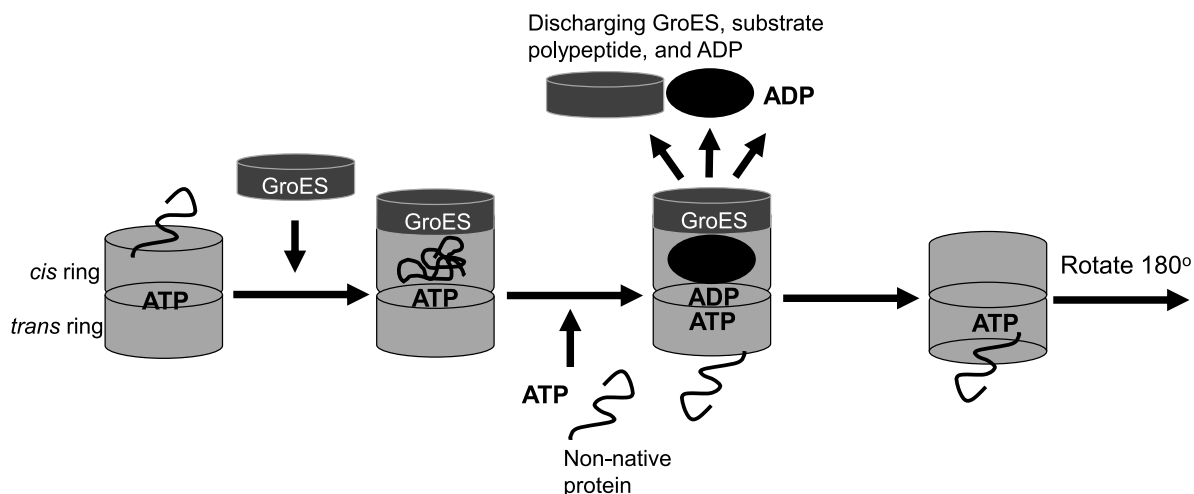 Discharging GroES, substrate
polypeptide, and ADP
ADP
GroES
GroES
GroES
cis ring
ATP
ATP
ADP
ATP
ATP
trans ring
Rotate 180º
ATP
Non-native
protein